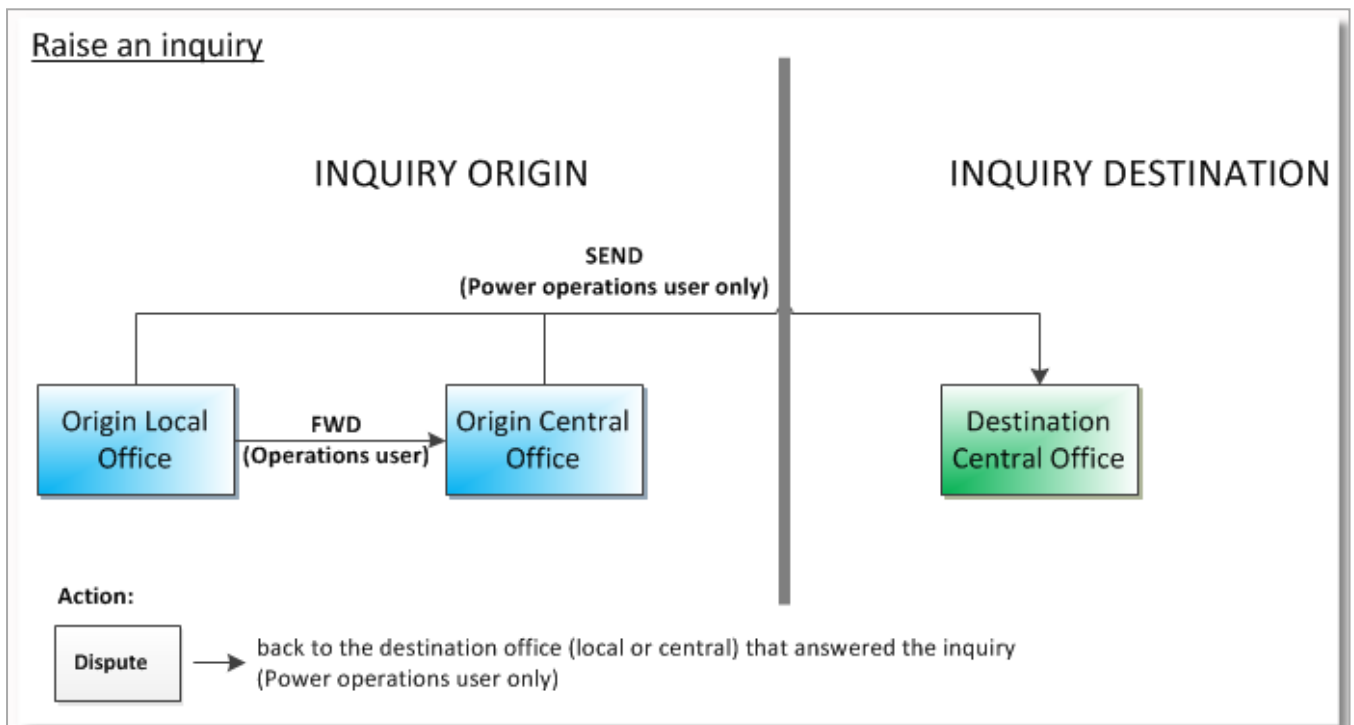 Raise an inquiry
INQUIRY ORIGIN
INQUIRY DESTINATION
SEND
(Power operations user only)
Origin Local
Office
FWD
(Operations user)
Origin Central
Office
Destination
Central Office
Action:
Dispute
back to the destination office (local or central) that answered the inquiry
(Power operations user only)